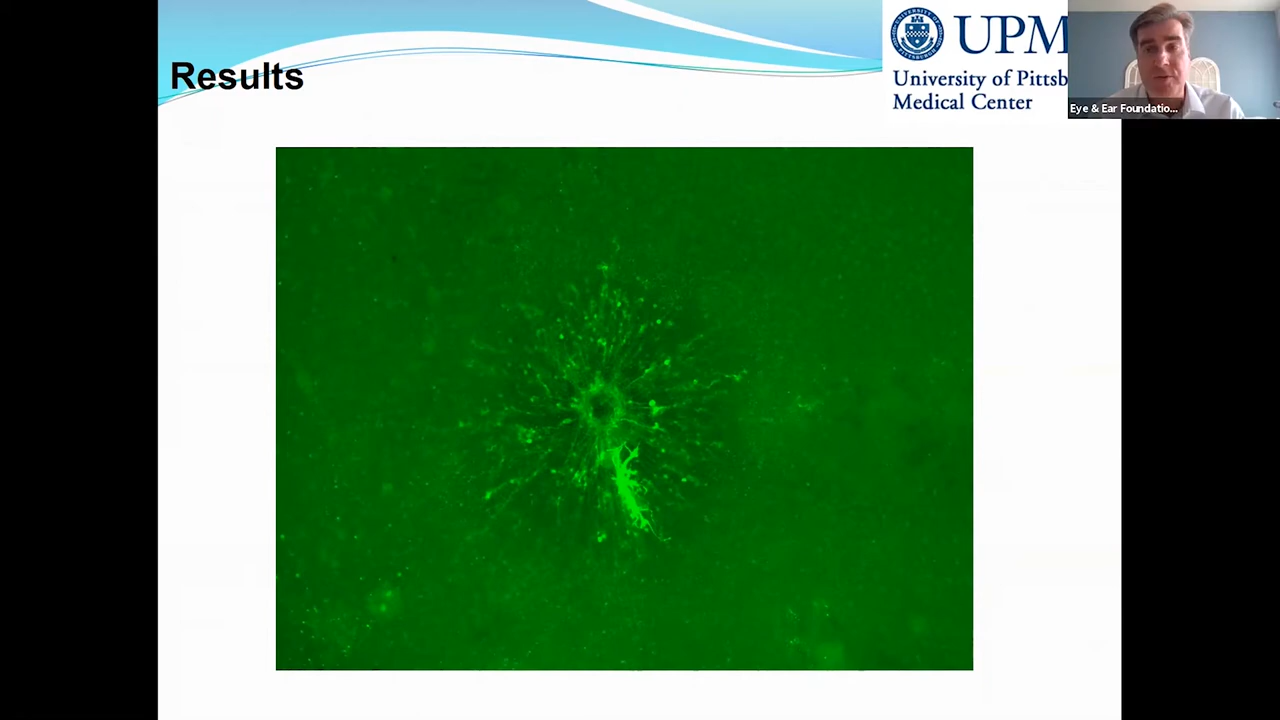 Results
UPM
University of Pittsb
Medical Center
Eye & Ear Foundatio...